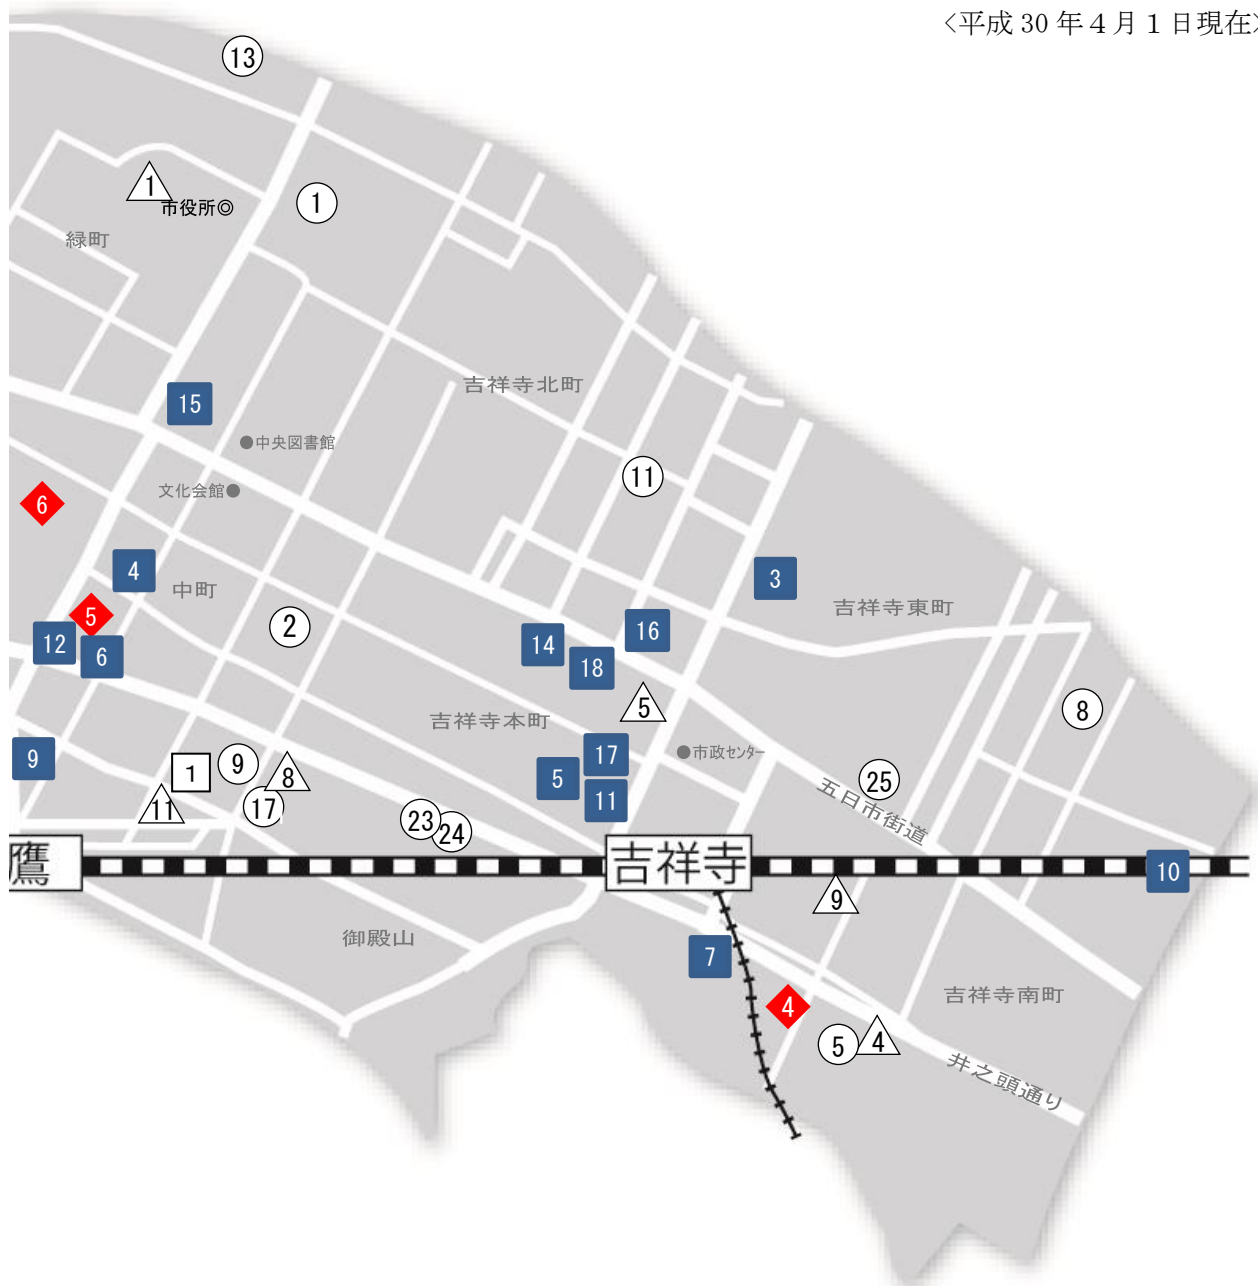 <平成 30 年４月１日現在>
13
1
市役所◎
1
緑町
吉祥寺北町
15
●中央図書館
11
文化会館●
6
4
中町
3
吉祥寺東町
5
2
16
12
6
14
18
5
8
吉祥寺本町
9
1
9
8
5
17
●市政センター
25
五日市街道
11
17
11
23
24
鷹
吉祥寺
10
9
御殿山
7
4
吉祥寺南町
5
4
井之頭通り